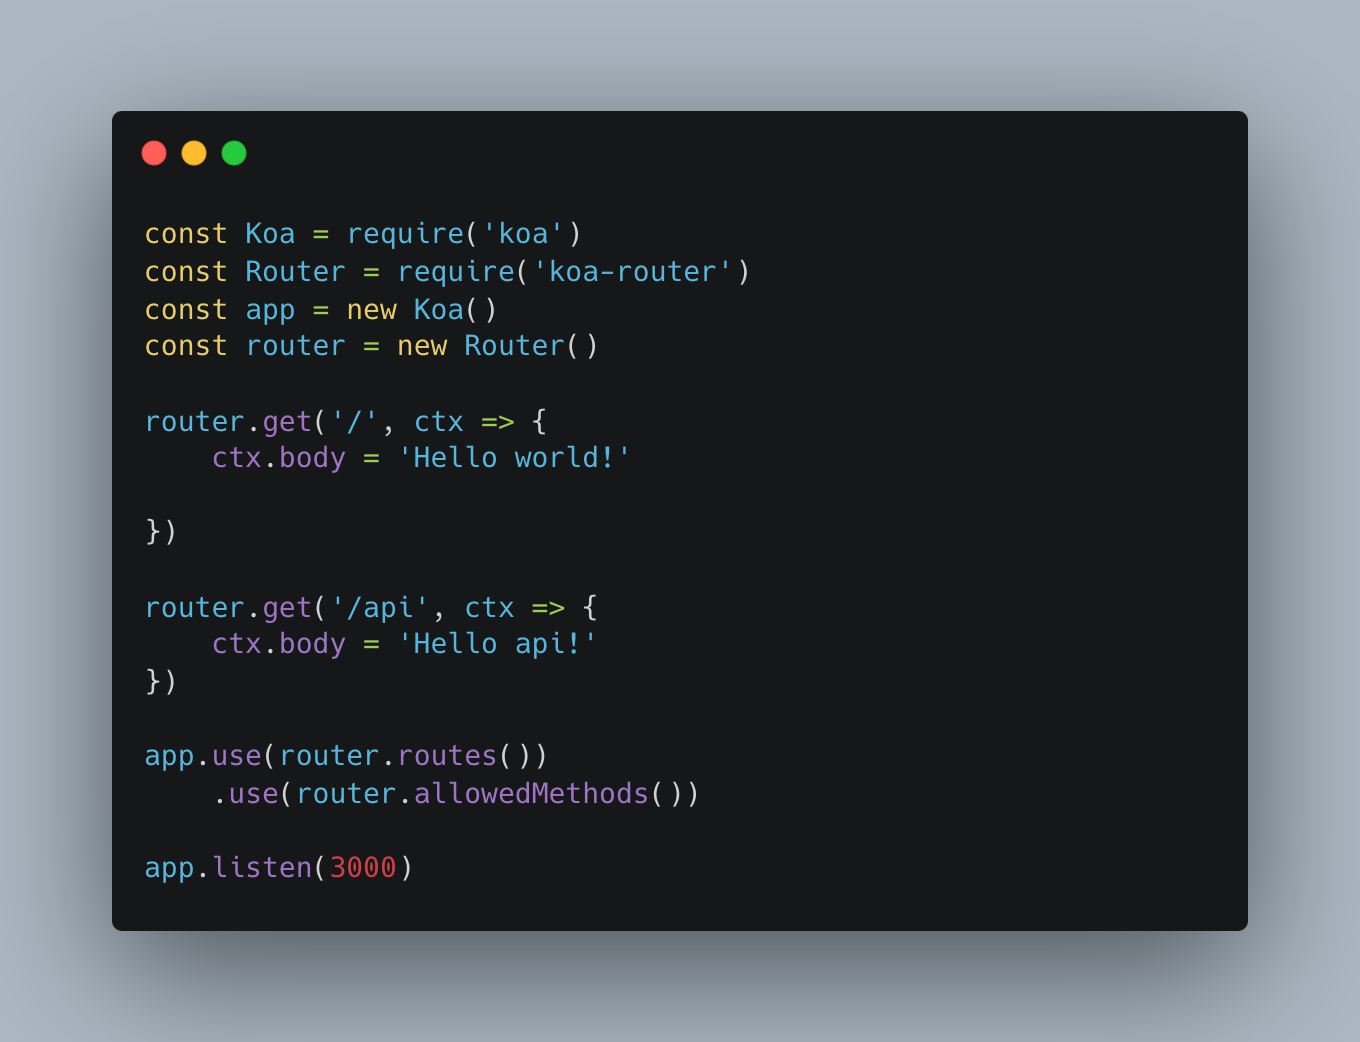 const Koa = require('koa')
const Router = require('koa-router')
const app = new Koa()
const router = new Router()

router.get('/', ctx => {
    ctx.body = 'Hello world!'

})

router.get('/api', ctx => {
    ctx.body = 'Hello api!'
})

app.use(router.routes())
    .use(router.allowedMethods())

app.listen(3000)